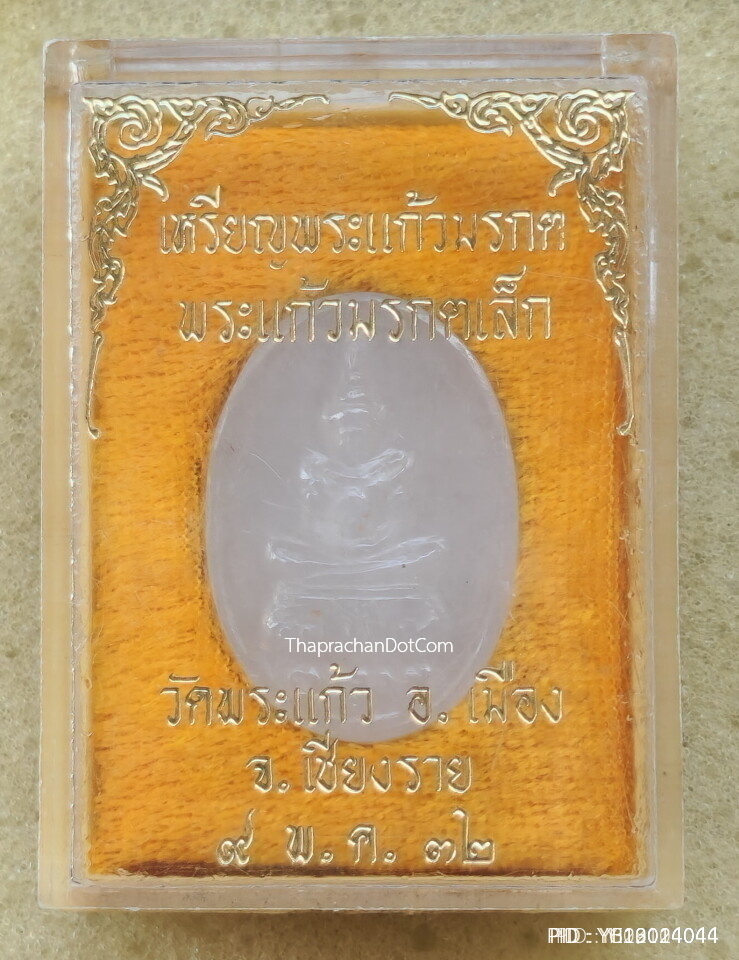 เหรียญพระแก้วมรกต
พระแก้วมรกตเล็ก
ThaprachanDotCom
วัดพระแก้ว อ.เมือง
จ.เชียงราย
๙ พ.ค. ๓๒